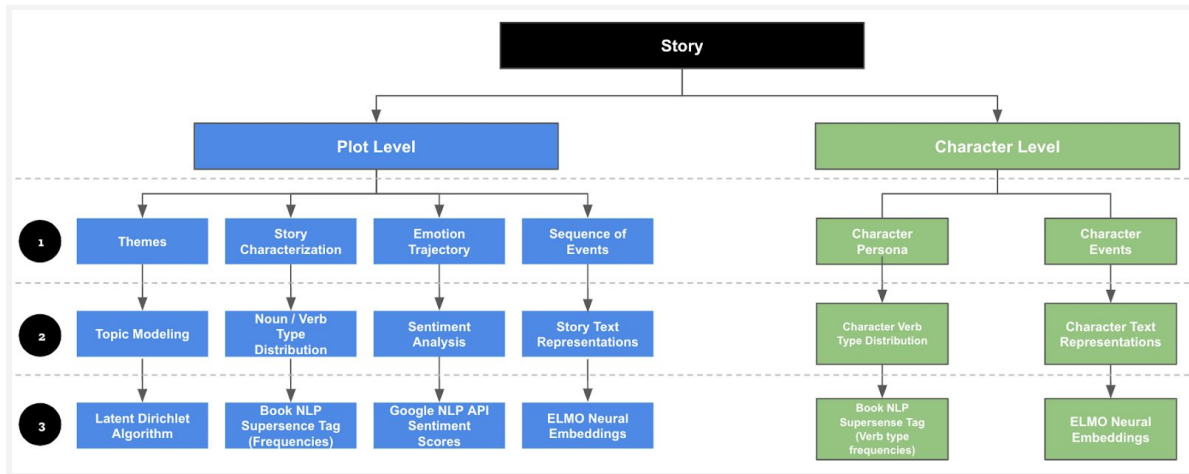 Story
Plot Level
Character Level
1
Themes
Story
Characterization
Emotion
Trajectory
Sequence of
Events
Character
Persona
Character
Events
2
Topic Modeling
Noun / Verb
Type
Distribution
Sentiment
Analysis
Story Text
Representations
Character Verb
Type Distribution
Character Text
Representations
3
Latent Dirichlet
Algorithm
Book NLP
Supersence Tag
(Frequencies)
Google NLP API
Sentiment
Scores
ELMO Neural
Embeddings
Book NLP
Supersense Tag
(Verb type
frequencies)
ELMO Neural
Embeddings